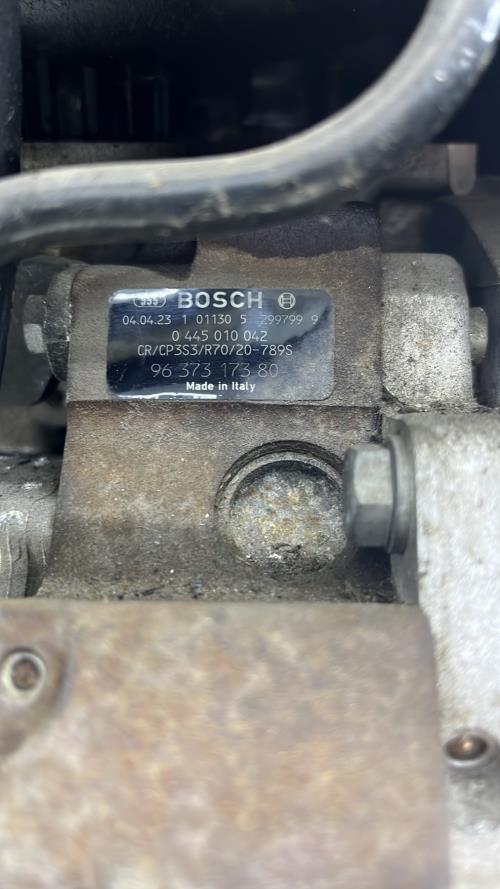 955 BOSCH
04.04.23 1 01130 5 299799 9
0 445 010 042
CR/CP3S3/R70/20-789S
96 373 173 80
Made in Italy